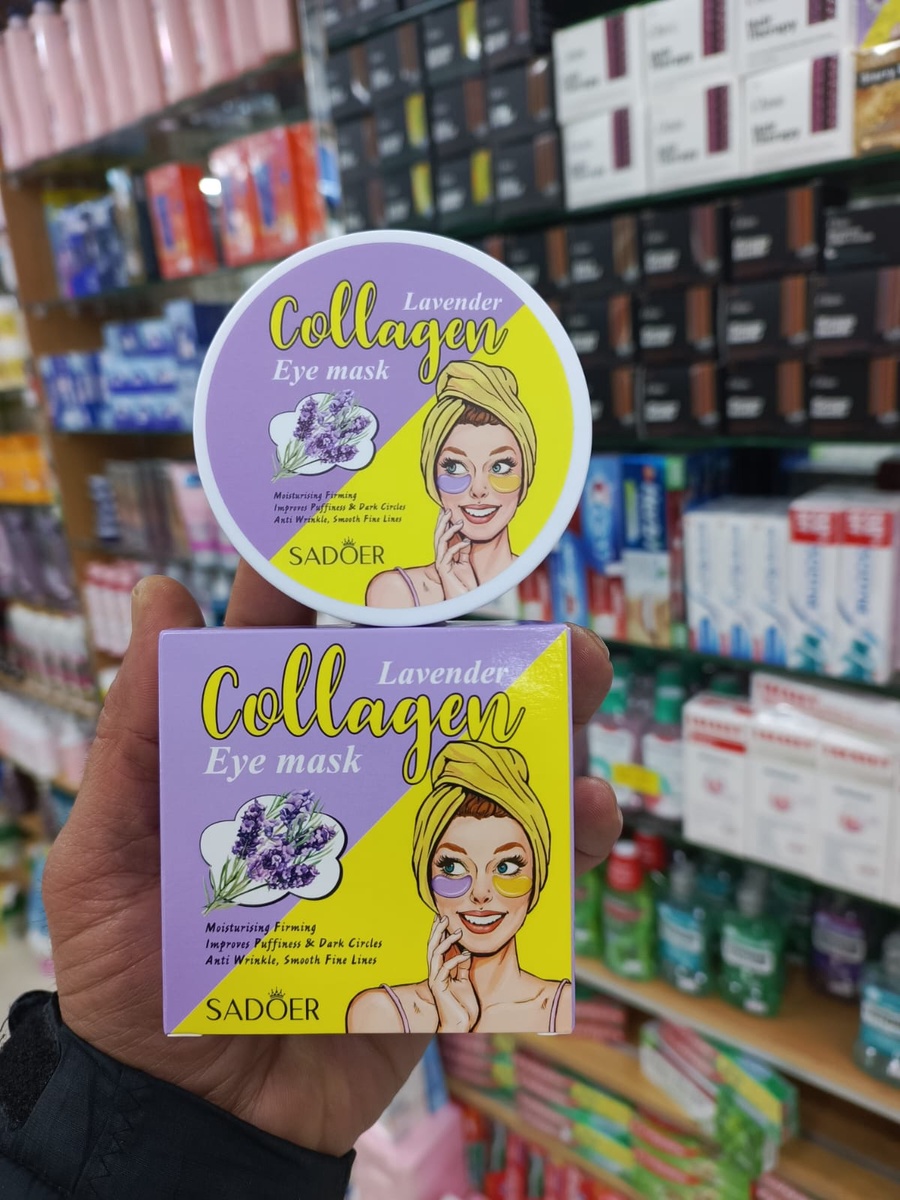 Lavender
Collagen
Eye mask
Moisturising Firming
Improves Puffiness & Dark Circles
Anti Wrinkle, Smooth Fine Lines
SADOER
Lavender
Collagen
Eye mask
Moisturising Firming
Improves Puffiness & Dark Circles
Anti Wrinkle, Smooth Fine Lines
SADOER